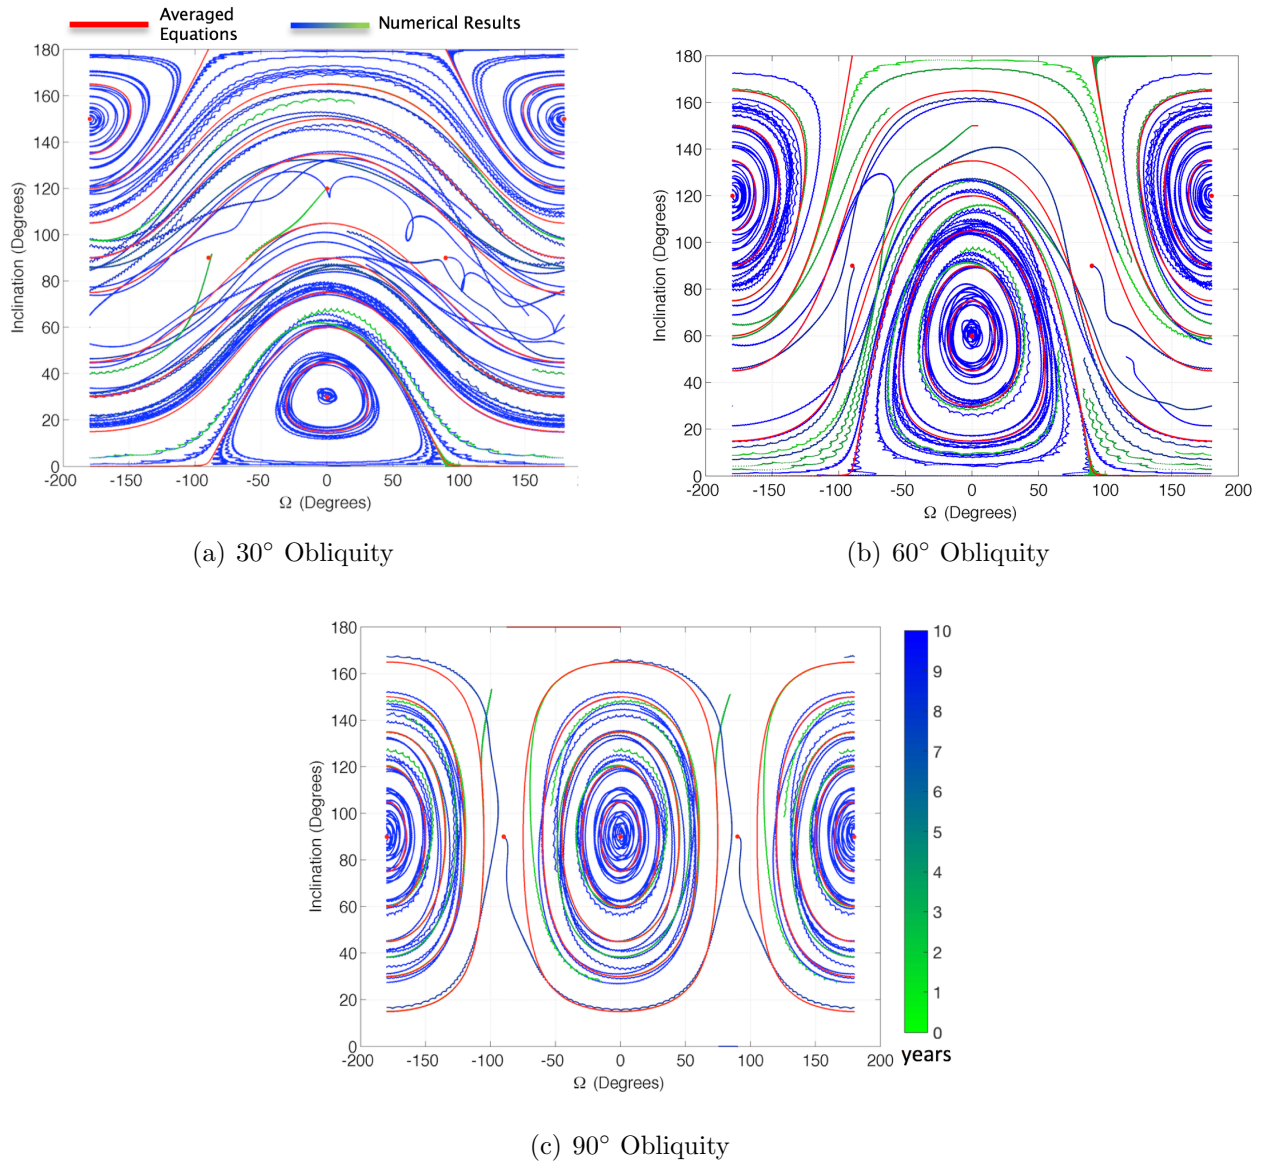 Averaged
Equations
Numerical Results
180
160
140
120
100
80
60
40
20
0
Inclination (Degrees)
-200 -150 -100 -50 0 50 100 150
Ω (Degrees)
(a) 30° Obliquity
180
160
140
120
100
80
60
40
20
0
Inclination (Degrees)
-200 -150 -100 -50 0 50 100 150 200
Ω (Degrees)
(b) 60° Obliquity
180
160
140
120
100
80
60
40
20
0
Inclination (Degrees)
-200 -150 -100 -50 0 50 100 150 200
Ω (Degrees)
10
9
8
7
6
5
4
3
2
1
0
years
(c) 90° Obliquity